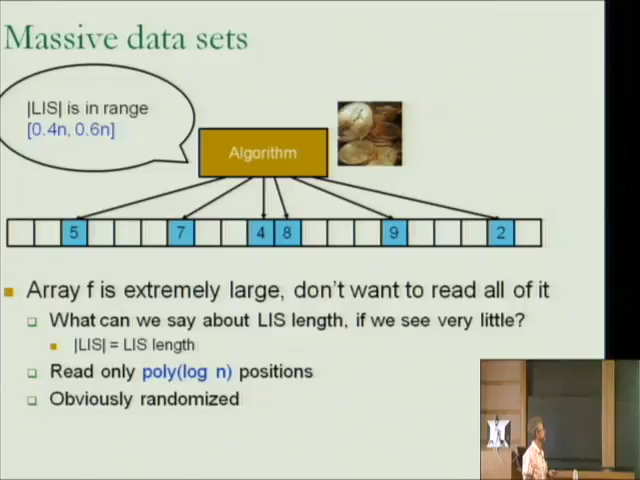 Massive data sets
|LIS| is in range
[0.4n, 0.6n]
Algorithm
5 7 4 8 9 2
Array f is extremely large, don't want to read all of it
What can we say about LIS length, if we see very little?
|LIS| = LIS length
Read only poly(log n) positions
Obviously randomized